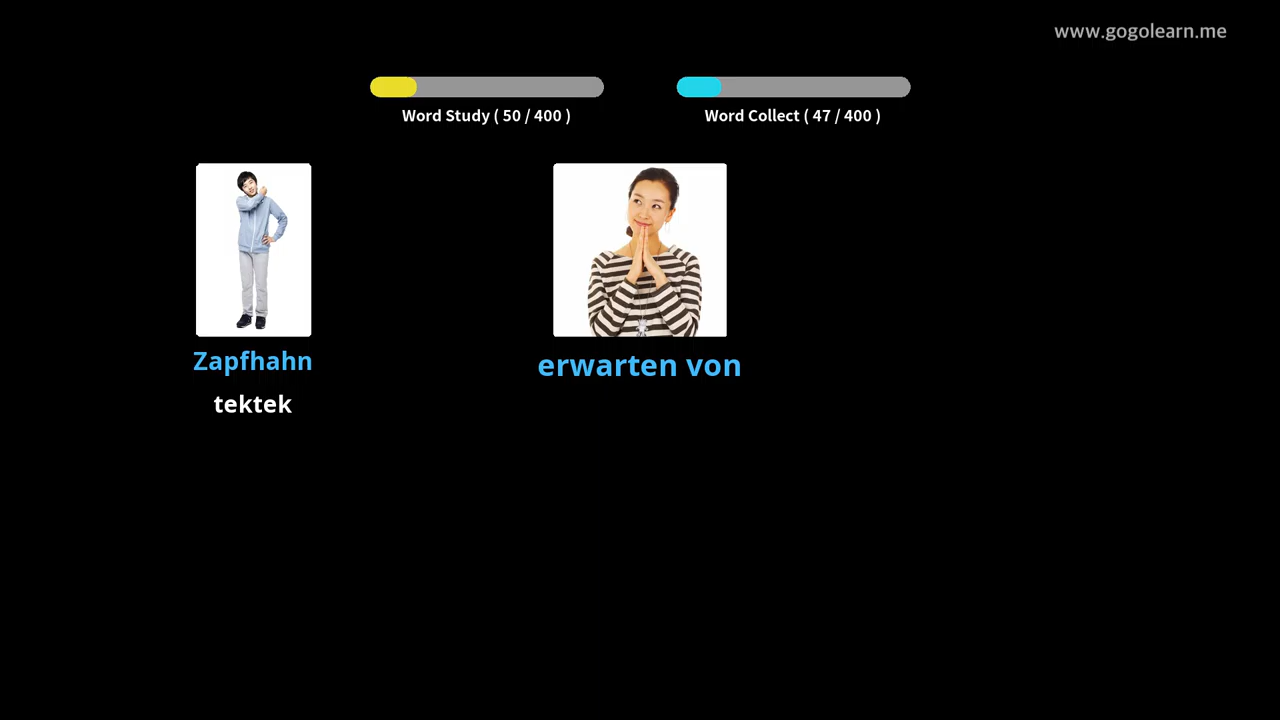 www.gogolearn.me
Word Study ( 50 / 400 )
Word Collect ( 47 / 400 )
Zapfhahn
tektek
erwarten von